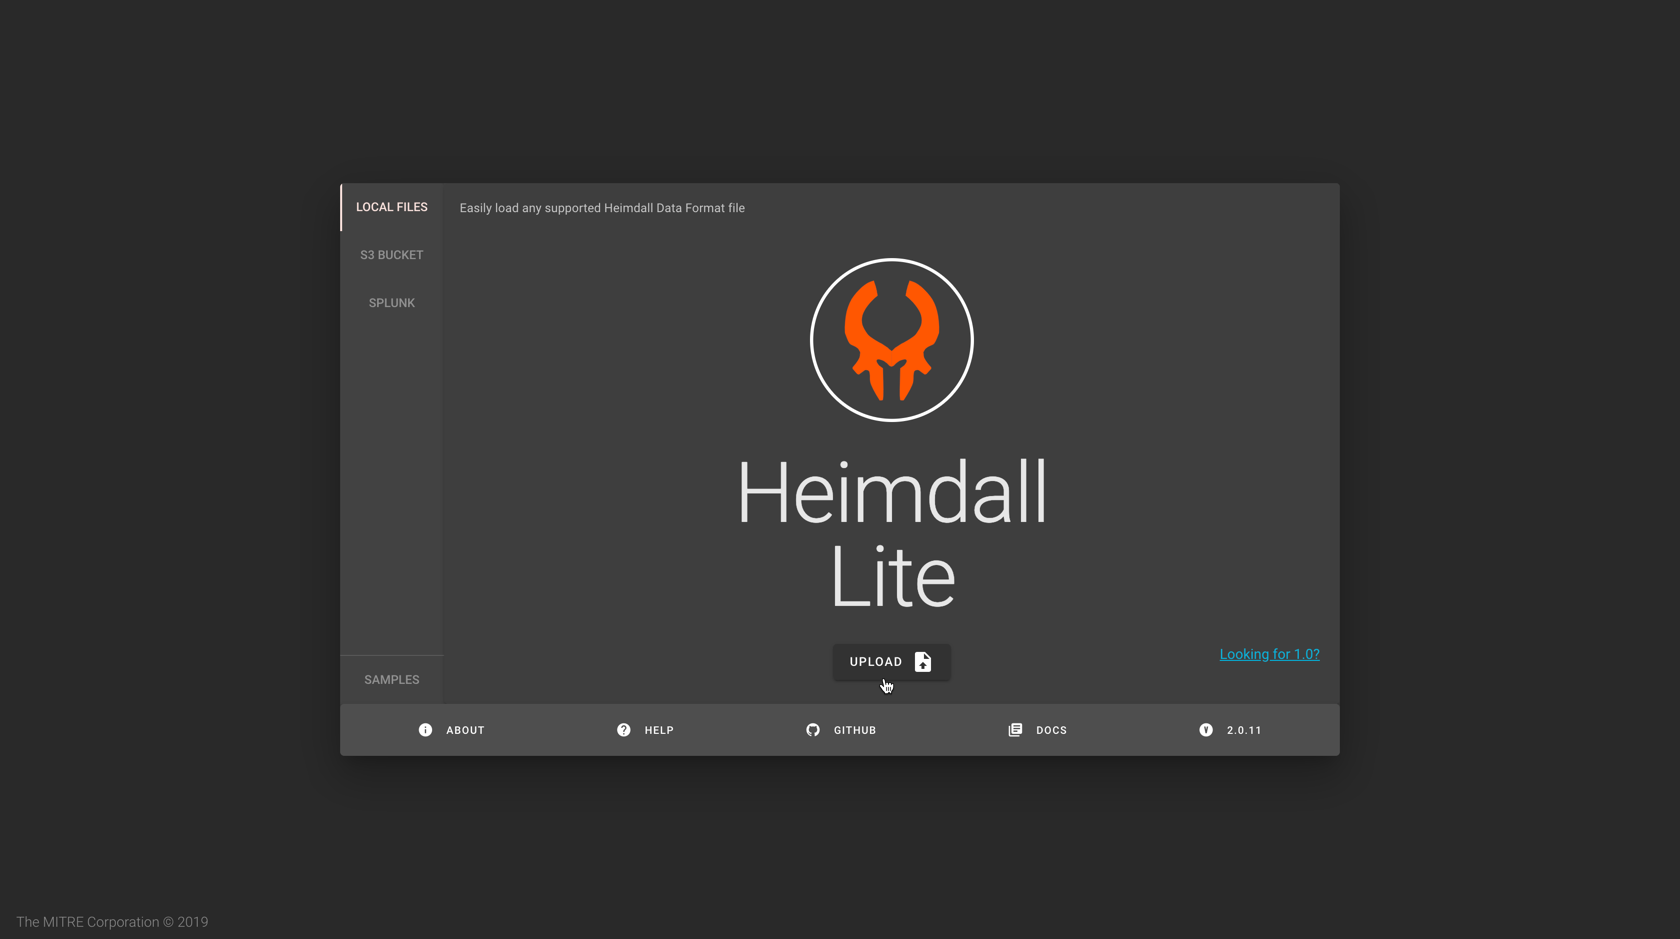 LOCAL FILES
Easily load any supported Heimdall Data Format file
S3 BUCKET
SPLUNK
Heimdall
Lite
UPLOAD
Looking for 1.0?
SAMPLES
ABOUT
HELP
GITHUB
DOCS
2.0.11
The MITRE Corporation © 2019